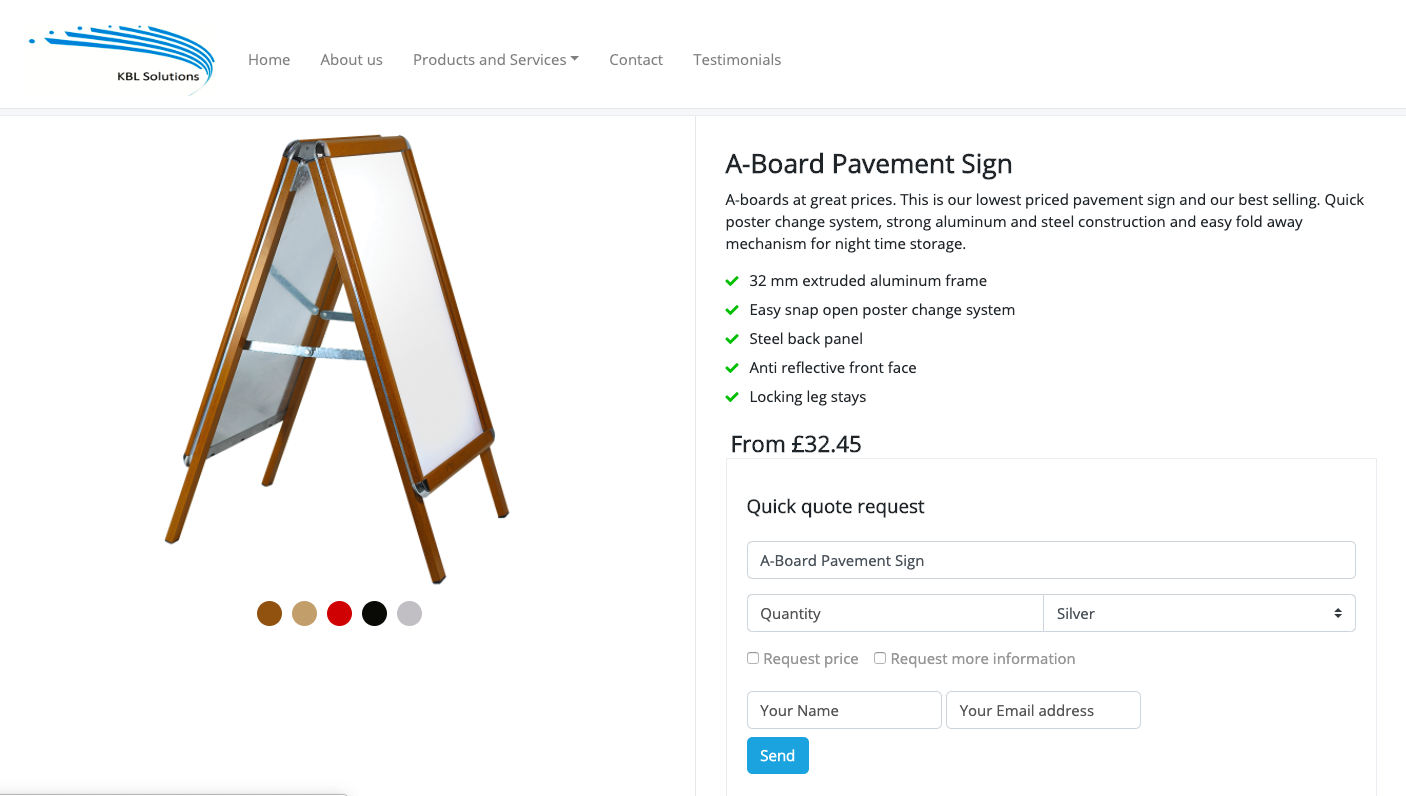 KBL Solutions
Home
About us
Products and Services
Contact
Testimonials
A-Board Pavement Sign
A-boards at great prices. This is our lowest priced pavement sign and our best selling. Quick
poster change system, strong aluminum and steel construction and easy fold away
mechanism for night time storage.
32 mm extruded aluminum frame
Easy snap open poster change system
Steel back panel
Anti reflective front face
Locking leg stays
From £32.45
Quick quote request
A-Board Pavement Sign
Quantity
Silver
Request price
Request more information
Your Name
Your Email address
Send